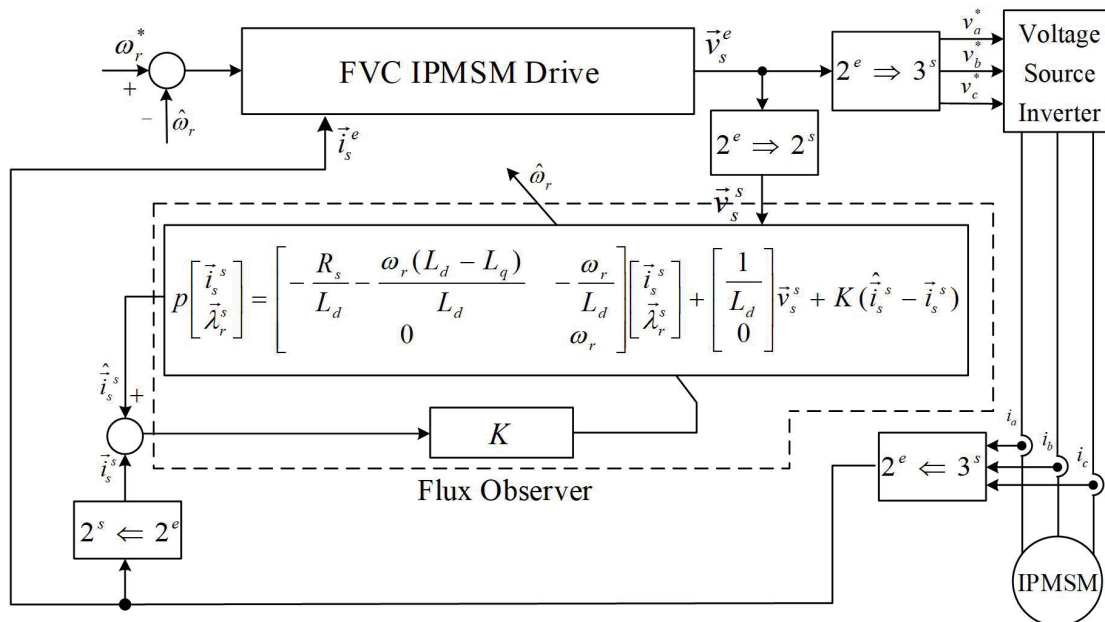 ω_r^*
+
−
ω̂_r
FVC IPMSM Drive
v⃗_s^e
2^e ⇒ 3^s
v_a^*
v_b^*
v_c^*
Voltage
Source
Inverter
i⃗_s^e
2^e ⇒ 2^s
ω̂_r
v⃗_s^s
p[i⃗_s^s; λ⃗_r^s] = [−R_s/L_d − ω_r(L_d − L_q)/L_d, −ω_r/L_d; 0, ω_r][i⃗_s^s; λ⃗_r^s] + [1/L_d; 0]v⃗_s^s + K(i⃗̂_s^s − i⃗_s^s)
i⃗̂_s^s
+
K
i⃗_s^s
Flux Observer
2^e ⇐ 3^s
i_a
i_b
i_c
2^s ⇐ 2^e
IPMSM